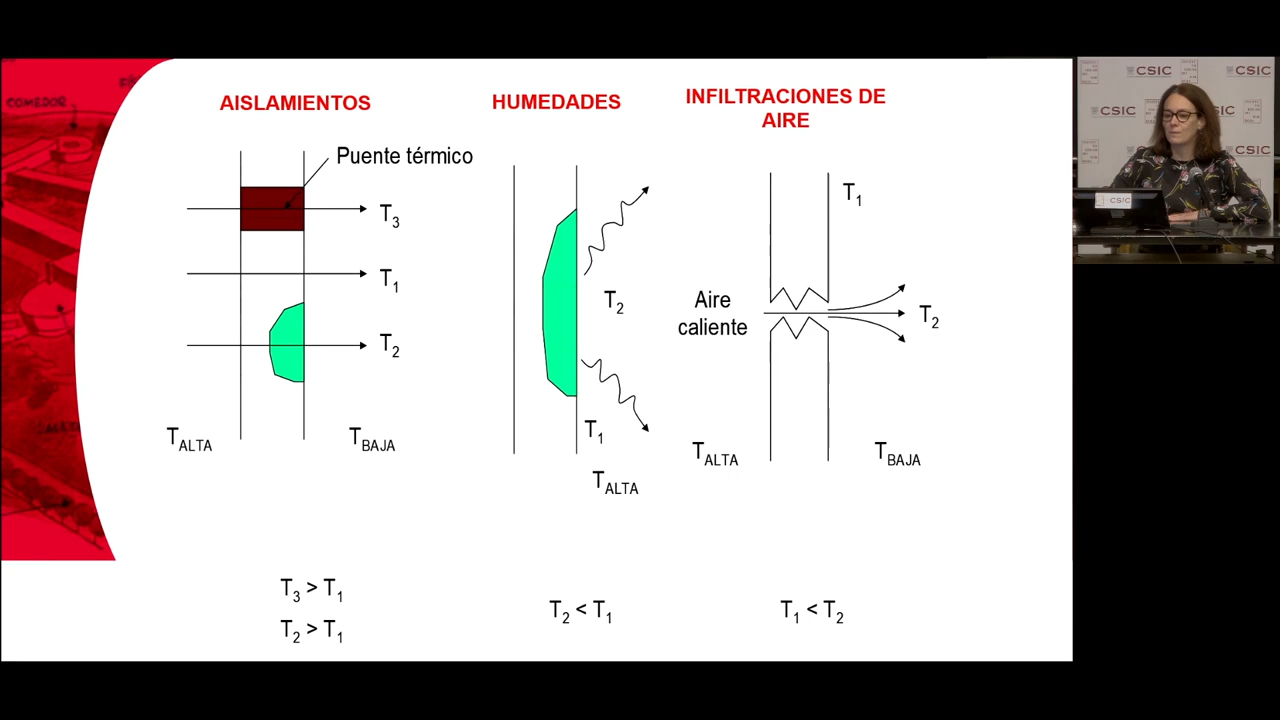 AISLAMIENTOS
Puente térmico
T3
T1
T2
TALTA
TBAJA
T3 > T1
T2 > T1
HUMEDADES
T2
T1
TALTA
T2 < T1
INFILTRACIONES DE
AIRE
T1
Aire
caliente
T2
TALTA
TBAJA
T1 < T2
COMEDOR
CSIC
CSIC
CSIC
CSIC
CSIC
CSIC